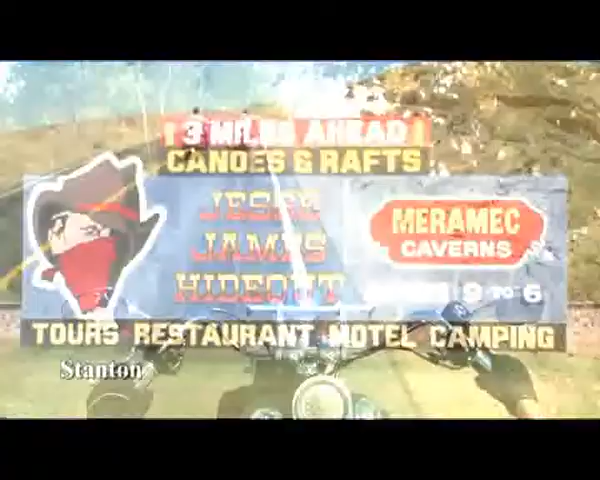 3 MILES AHEAD
CANOES & RAFTS
JESSE
JAMES
HIDEOUT
MERAMEC
CAVERNS
9 TO 6
TOURS RESTAURANT MOTEL CAMPING
Stanton